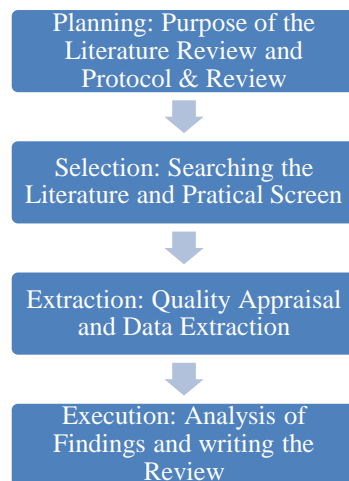 Planning: Purpose of the
Literature Review and
Protocol & Review
Selection: Searching the
Literature and Pratical Screen
Extraction: Quality Appraisal
and Data Extraction
Execution: Analysis of
Findings and writing the
Review